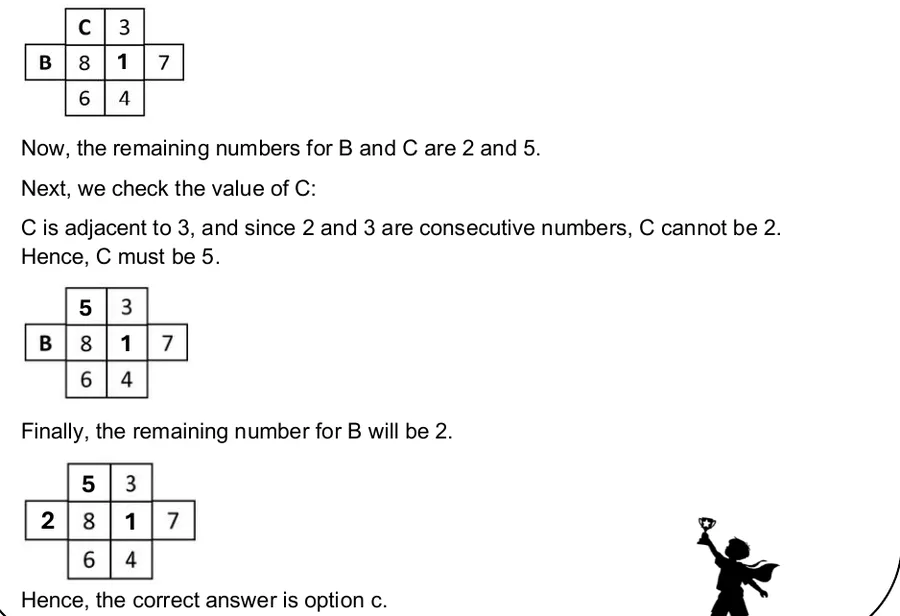 C 3
B 8 1 7
6 4
Now, the remaining numbers for B and C are 2 and 5.
Next, we check the value of C:
C is adjacent to 3, and since 2 and 3 are consecutive numbers, C cannot be 2.
Hence, C must be 5.
5 3
B 8 1 7
6 4
Finally, the remaining number for B will be 2.
5 3
2 8 1 7
6 4
Hence, the correct answer is option c.